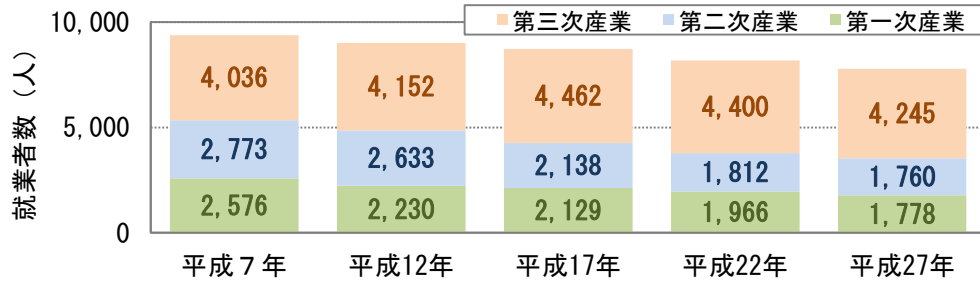 10,000
■第三次産業 ■第二次産業 ■第一次産業
就業者数（人）
4,036 4,152 4,462 4,400 4,245
5,000
2,773 2,633 2,138 1,812 1,760
2,576 2,230 2,129 1,966 1,778
0
平成７年 平成12年 平成17年 平成22年 平成27年